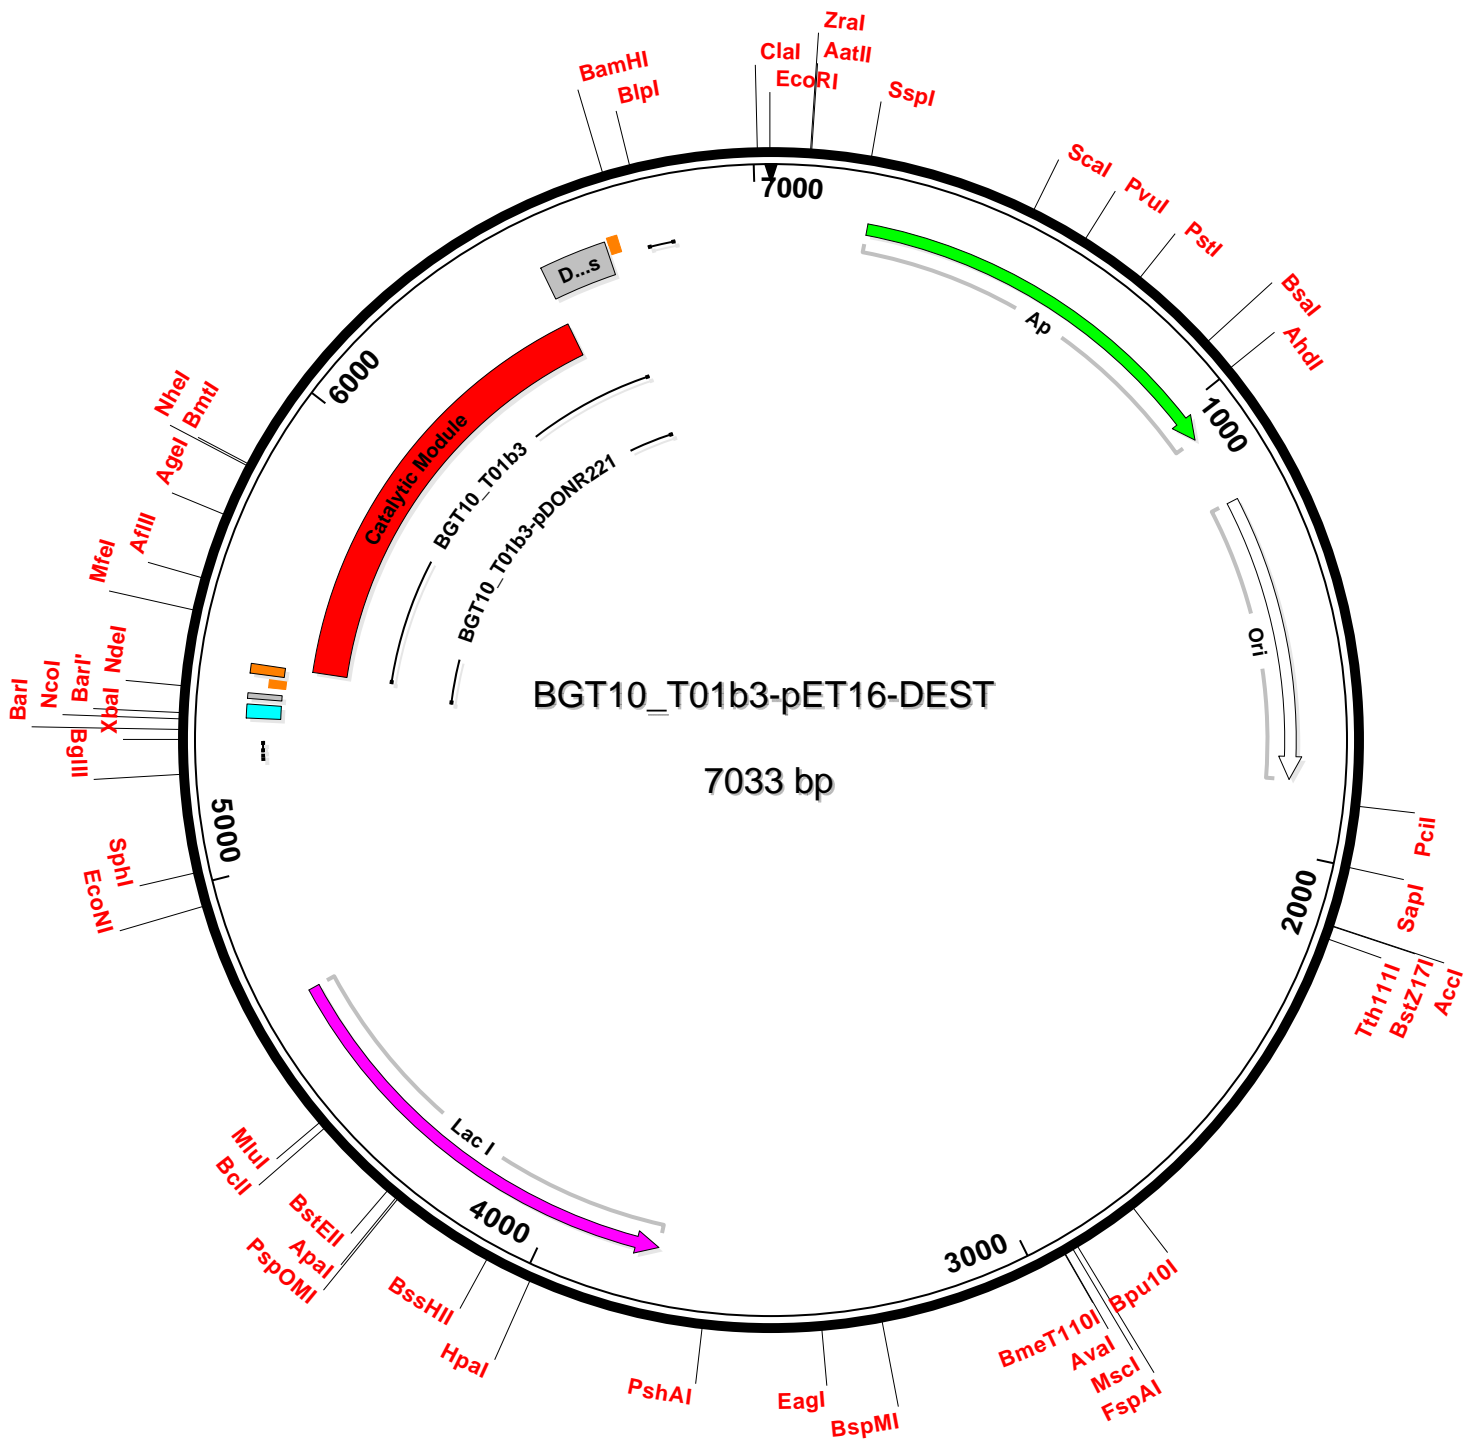 ZraI
ClaI
AatII
EcoRI
BamHI
BlpI
SspI
7000
ScaI
PvuI
PstI
BsaI
AhdI
D...s
Ap
1000
6000
NheI
BmtI
AgeI
AflII
MfeI
Catalytic Module
BGT10_T01b3
BGT10_T01b3-pDONR221
Ori
NdeI
BarI'
NcoI
BarI
XbaI
BglII
BGT10_T01b3-pET16-DEST
7033 bp
5000
SphI
EcoNI
PciI
2000
SapI
Tth111I
BstZ17I
AccI
MluI
BclI
Lac I
BstEII
ApaI
PspOMI
4000
3000
BssHII
HpaI
PshAI
EagI
BspMI
Bpu10I
BmeT110I
AvaI
MscI
FspAI